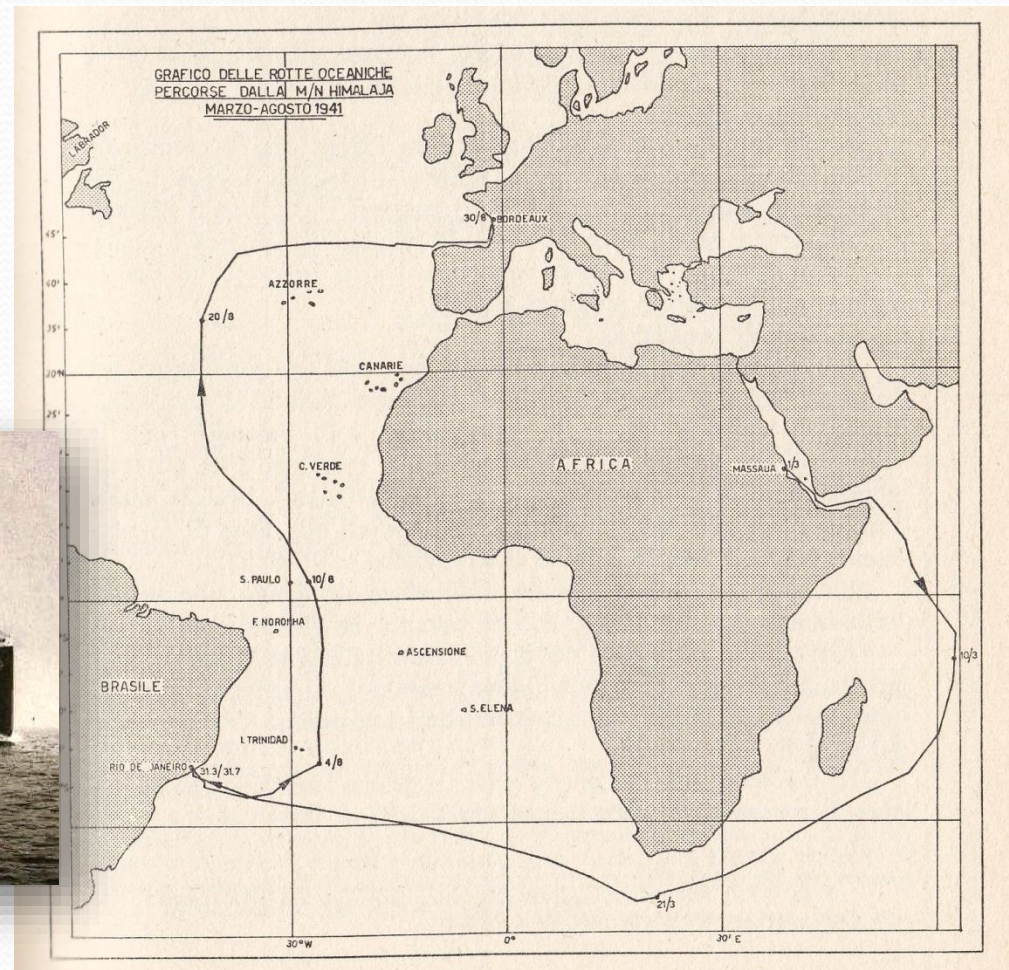 GRAFICO DELLE ROTTE OCEANICHE
PERCORSE DALLA M/N HIMALAJA
MARZO-AGOSTO 1941
LABRADOR
30/8 BORDEAUX
45'
40'
AZZORRE
20/8
35'
CANARIE
30°N
25'
C. VERDE
AFRICA
MASSAUA 1/3
S. PAULO 10/8
F. NORONHA
ASCENSIONE
10/3
BRASILE
S. ELENA
I. TRINIDAD
4/8
RIO DE JANEIRO 31.3/31.7
21/3
30°W
0°
30' E